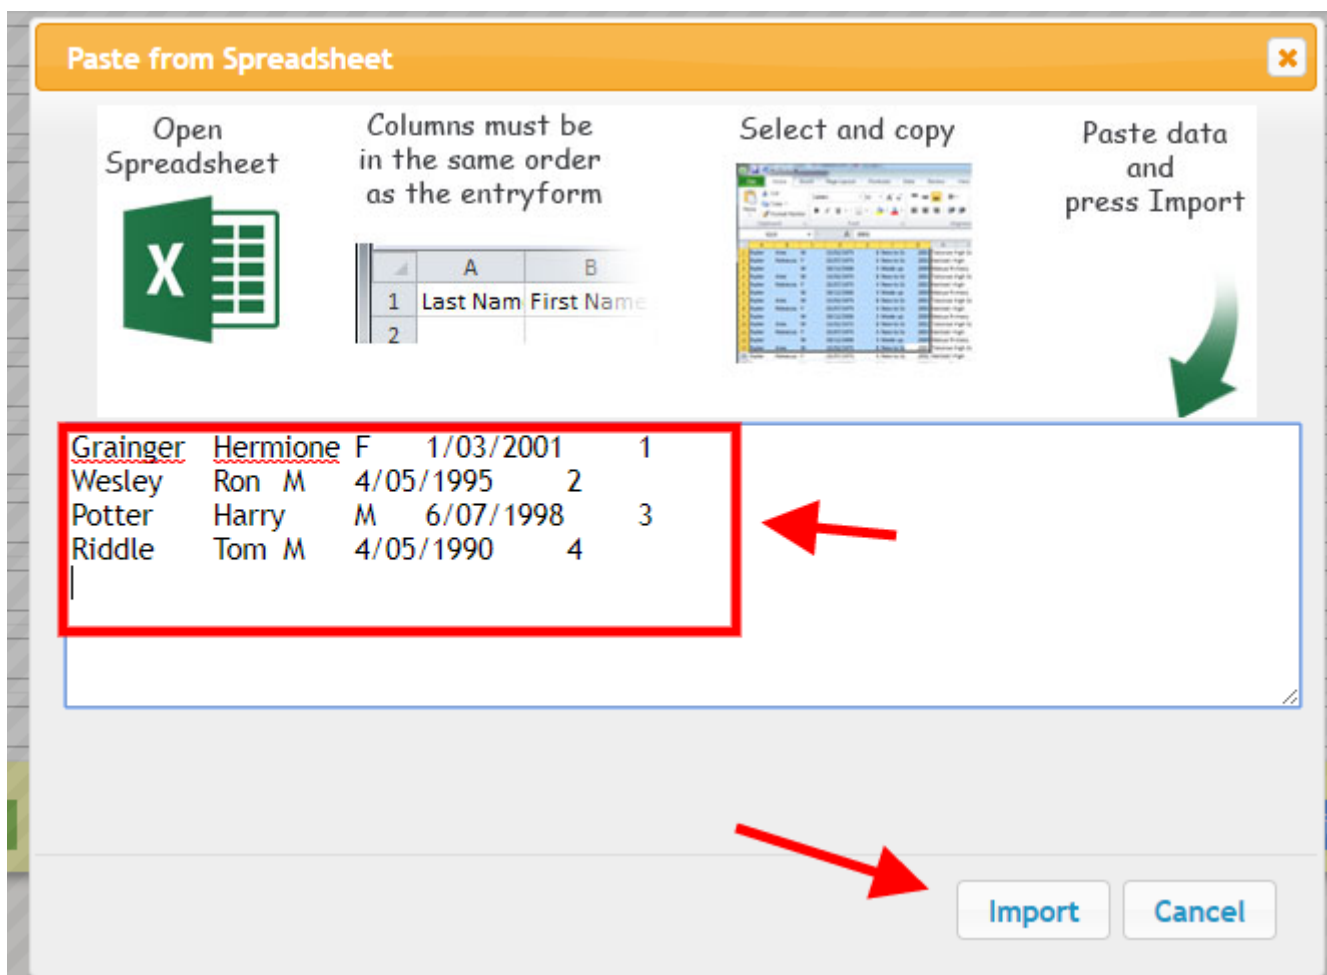 Paste from Spreadsheet
Open
Spreadsheet
Columns must be
in the same order
as the entryform
Select and copy
Paste data
and
press Import
X
A B
1 Last Nam First Name
2
Grainger Hermione F 1/03/2001 1
Wesley Ron M 4/05/1995 2
Potter Harry M 6/07/1998 3
Riddle Tom M 4/05/1990 4
Import Cancel